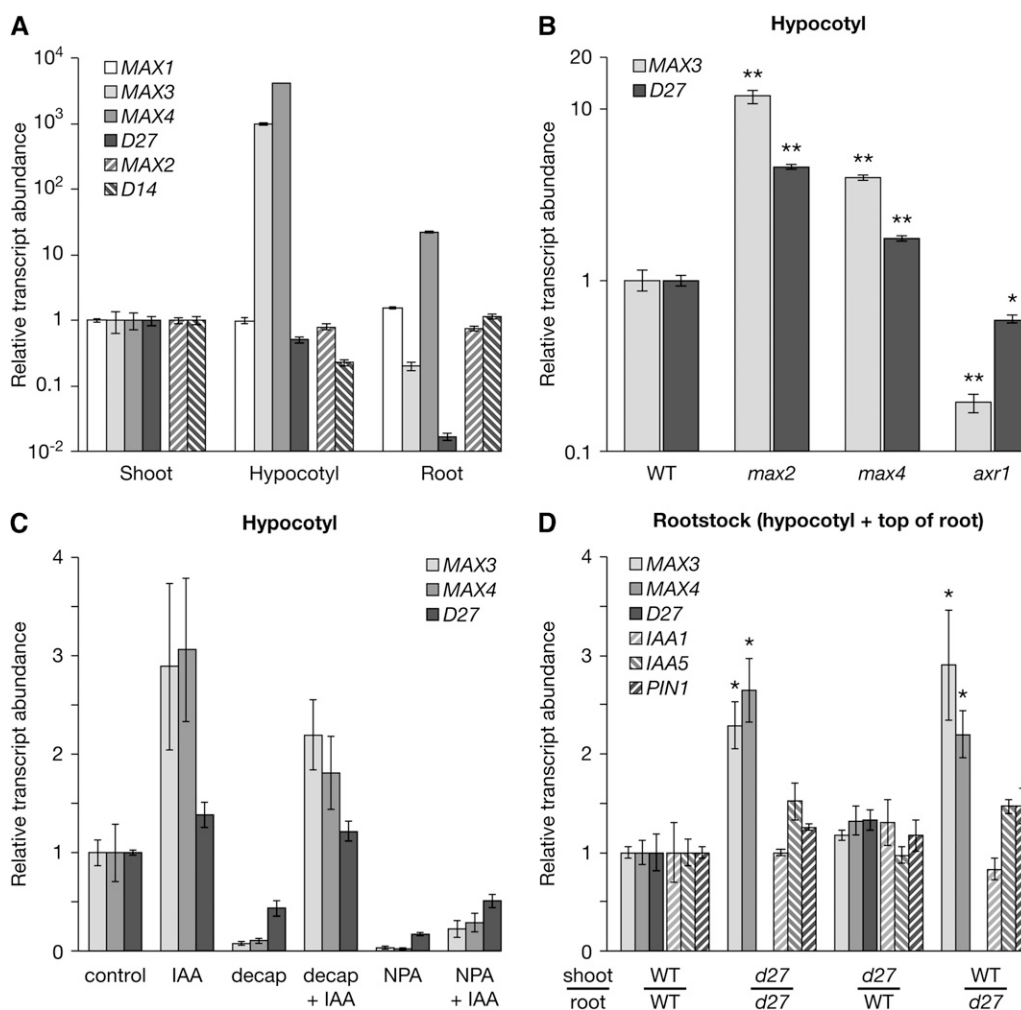 A
Relative transcript abundance
10⁴
10³
10²
10
1
0.1
10⁻²
MAX1
MAX3
MAX4
D27
MAX2
D14
Shoot Hypocotyl Root
B
Hypocotyl
Relative transcript abundance
20
10
1
0.1
MAX3
D27
** ** ** ** ** *
WT max2 max4 axr1
C
Hypocotyl
Relative transcript abundance
4
3
2
1
0
MAX3
MAX4
D27
control IAA decap decap NPA NPA
+ IAA + IAA
D
Rootstock (hypocotyl + top of root)
Relative transcript abundance
4
3
2
1
0
MAX3
MAX4
D27
IAA1
IAA5
PIN1
* * * *
shoot WT d27 d27 WT
root WT d27 WT d27